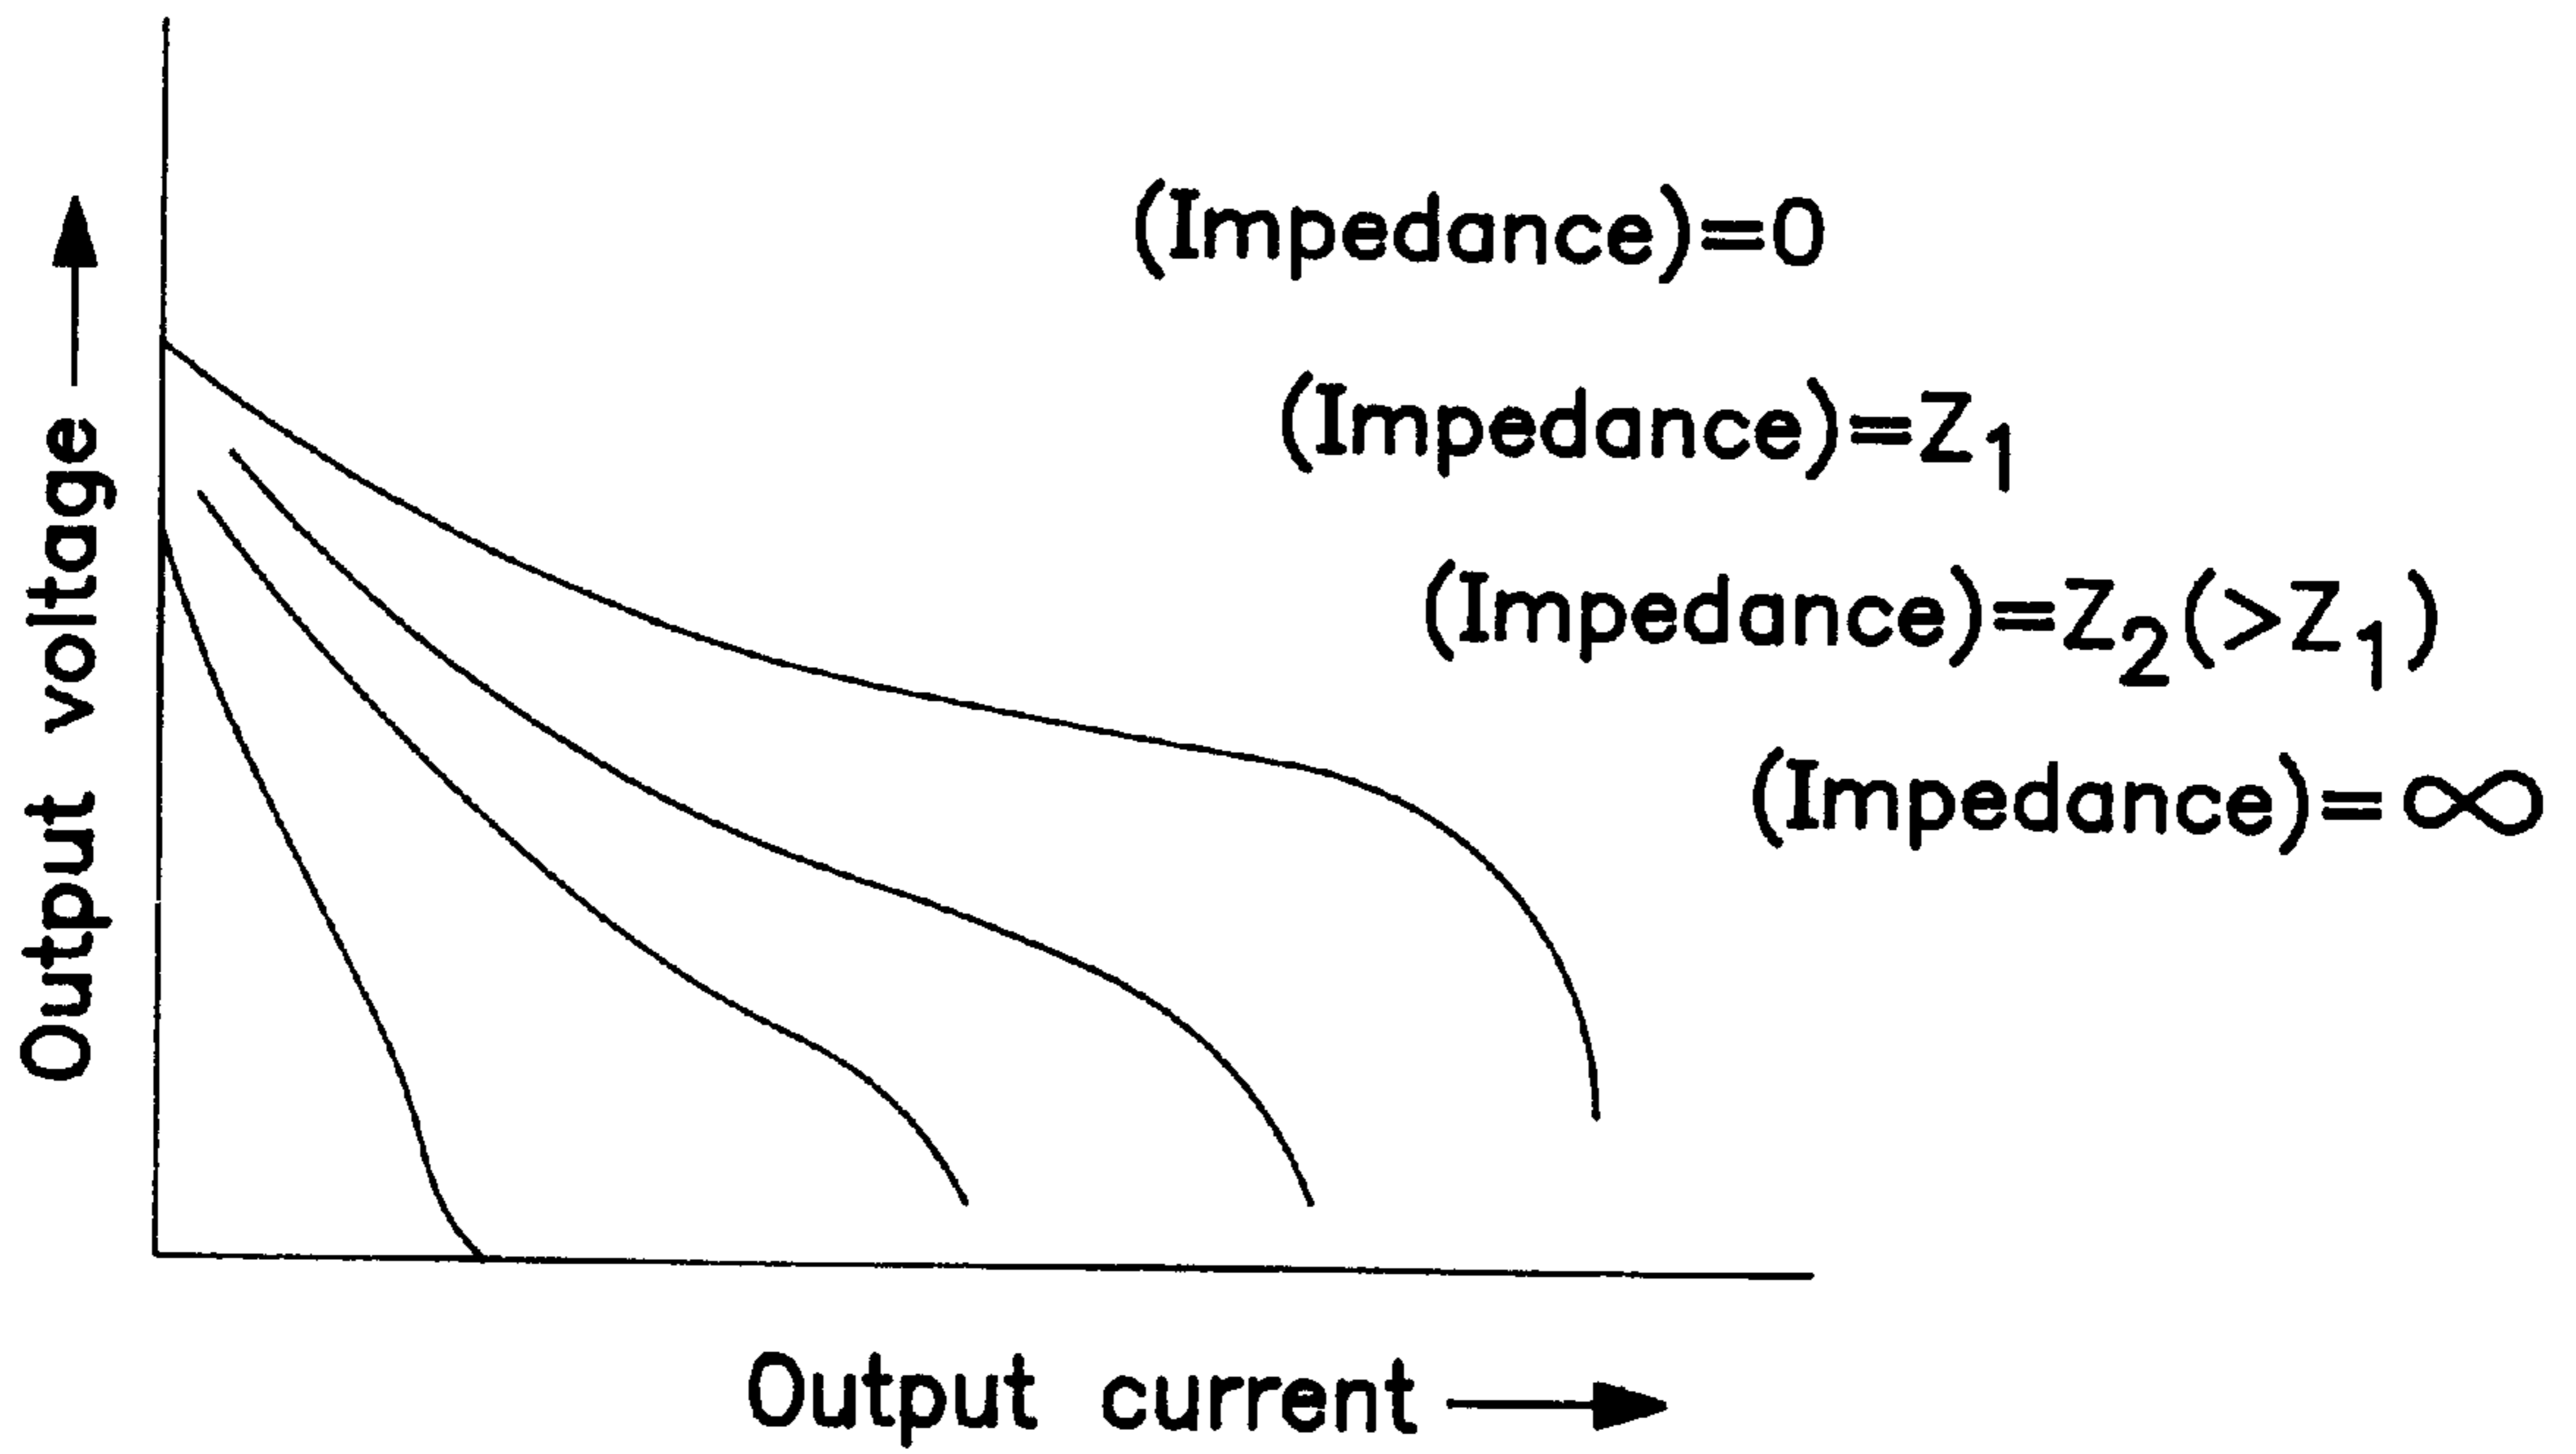 (Impedance)=0
(Impedance)=Z1
(Impedance)=Z2(>Z1)
(Impedance)=∞
Output voltage
Output current